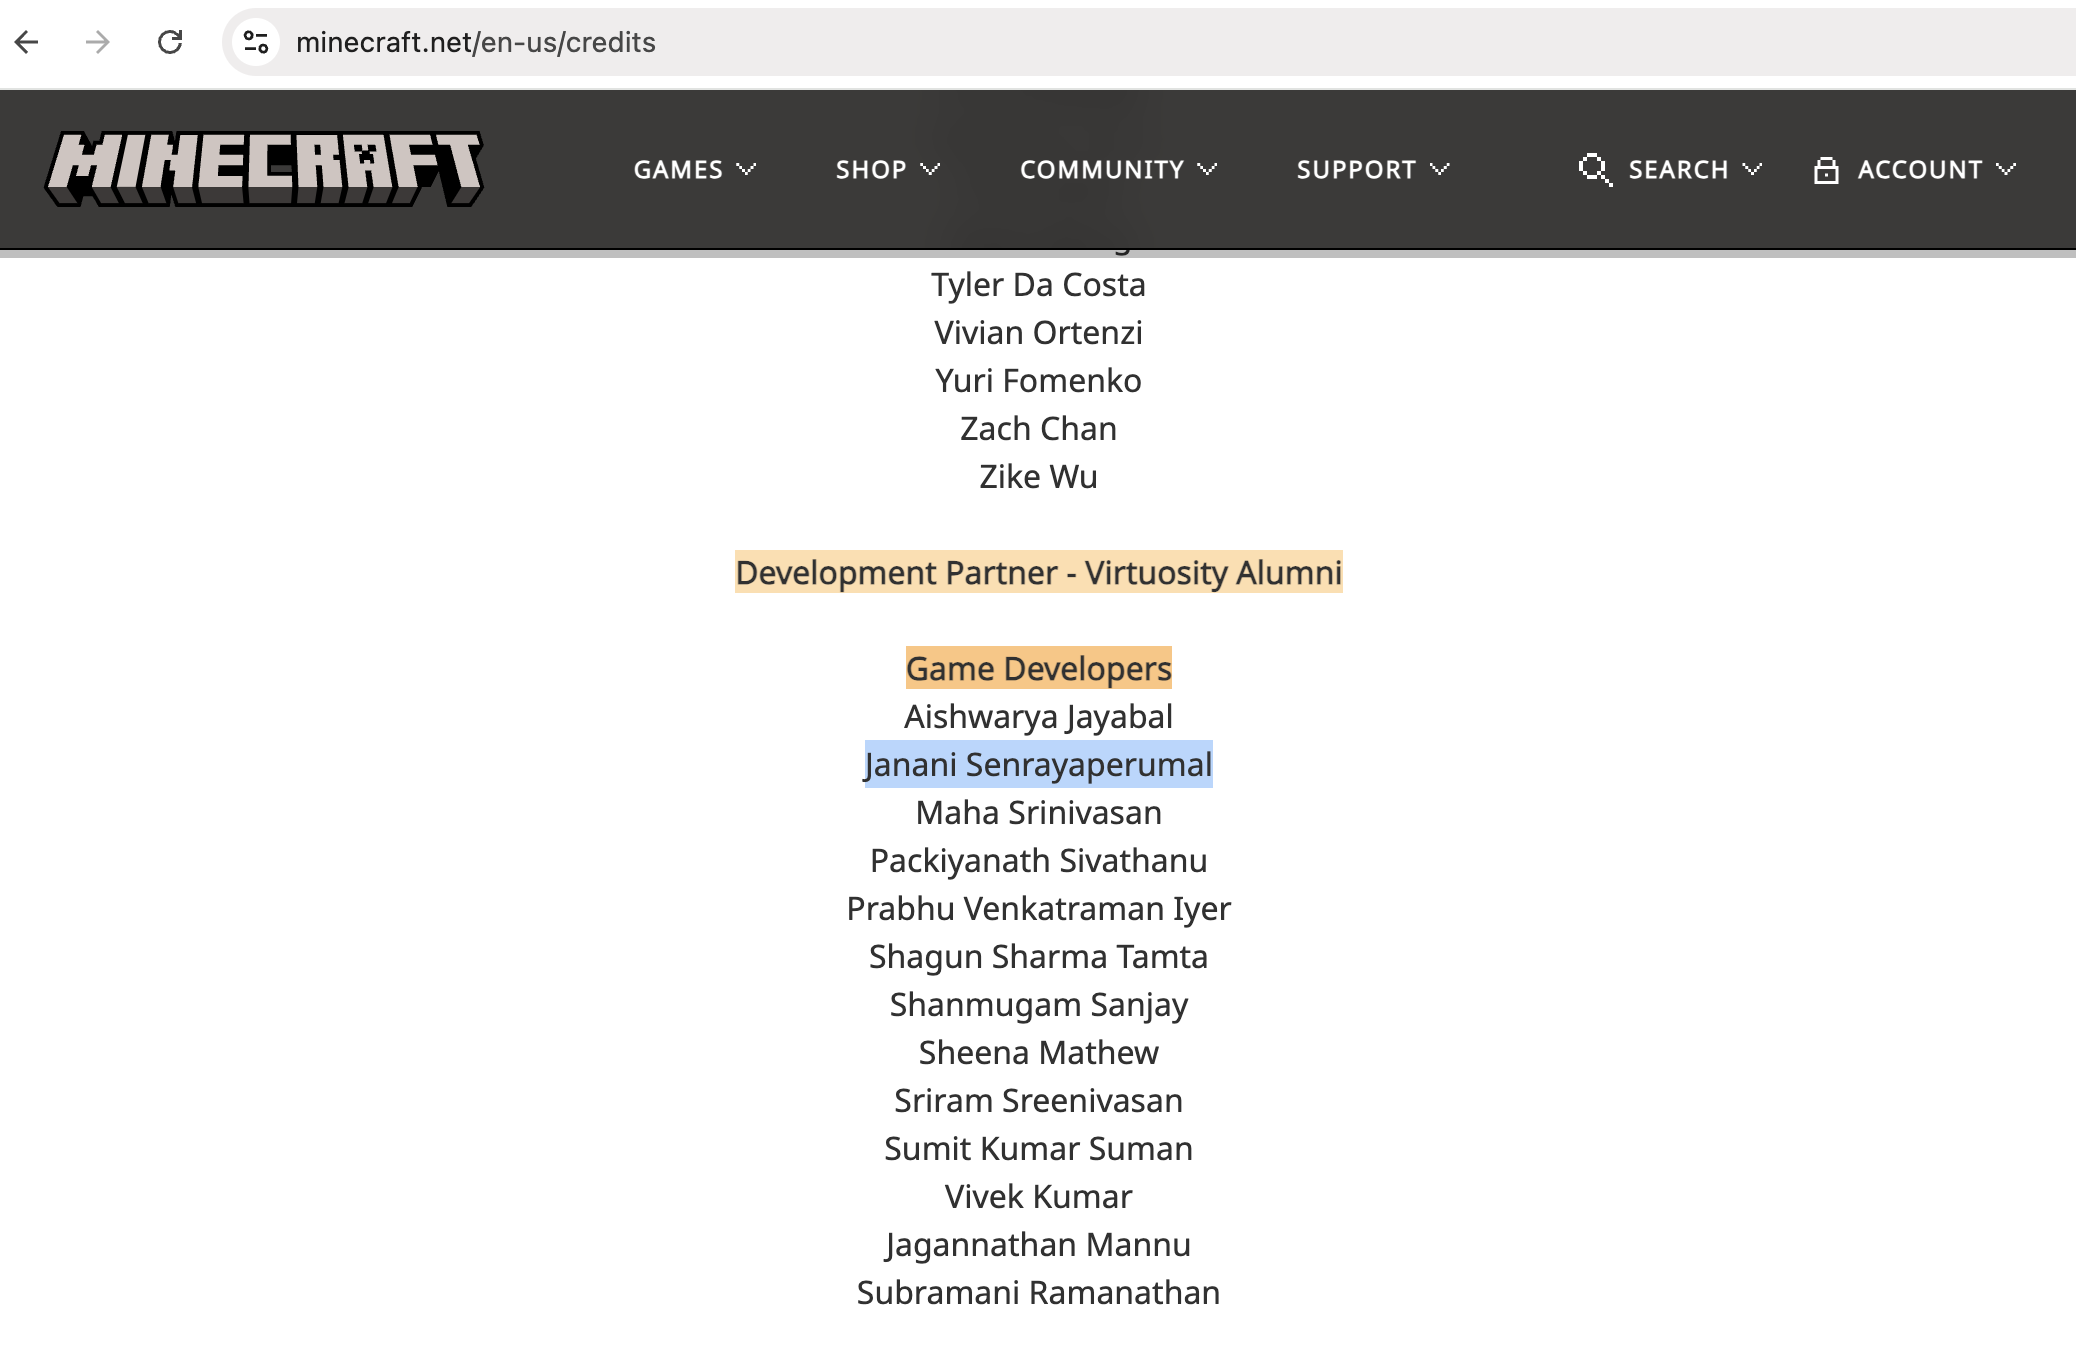 minecraft.net/en-us/credits
MINECRAFT
GAMES
SHOP
COMMUNITY
SUPPORT
SEARCH
ACCOUNT
Tyler Da Costa
Vivian Ortenzi
Yuri Fomenko
Zach Chan
Zike Wu
Development Partner - Virtuosity Alumni
Game Developers
Aishwarya Jayabal
Janani Senrayaperumal
Maha Srinivasan
Packiyanath Sivathanu
Prabhu Venkatraman Iyer
Shagun Sharma Tamta
Shanmugam Sanjay
Sheena Mathew
Sriram Sreenivasan
Sumit Kumar Suman
Vivek Kumar
Jagannathan Mannu
Subramani Ramanathan